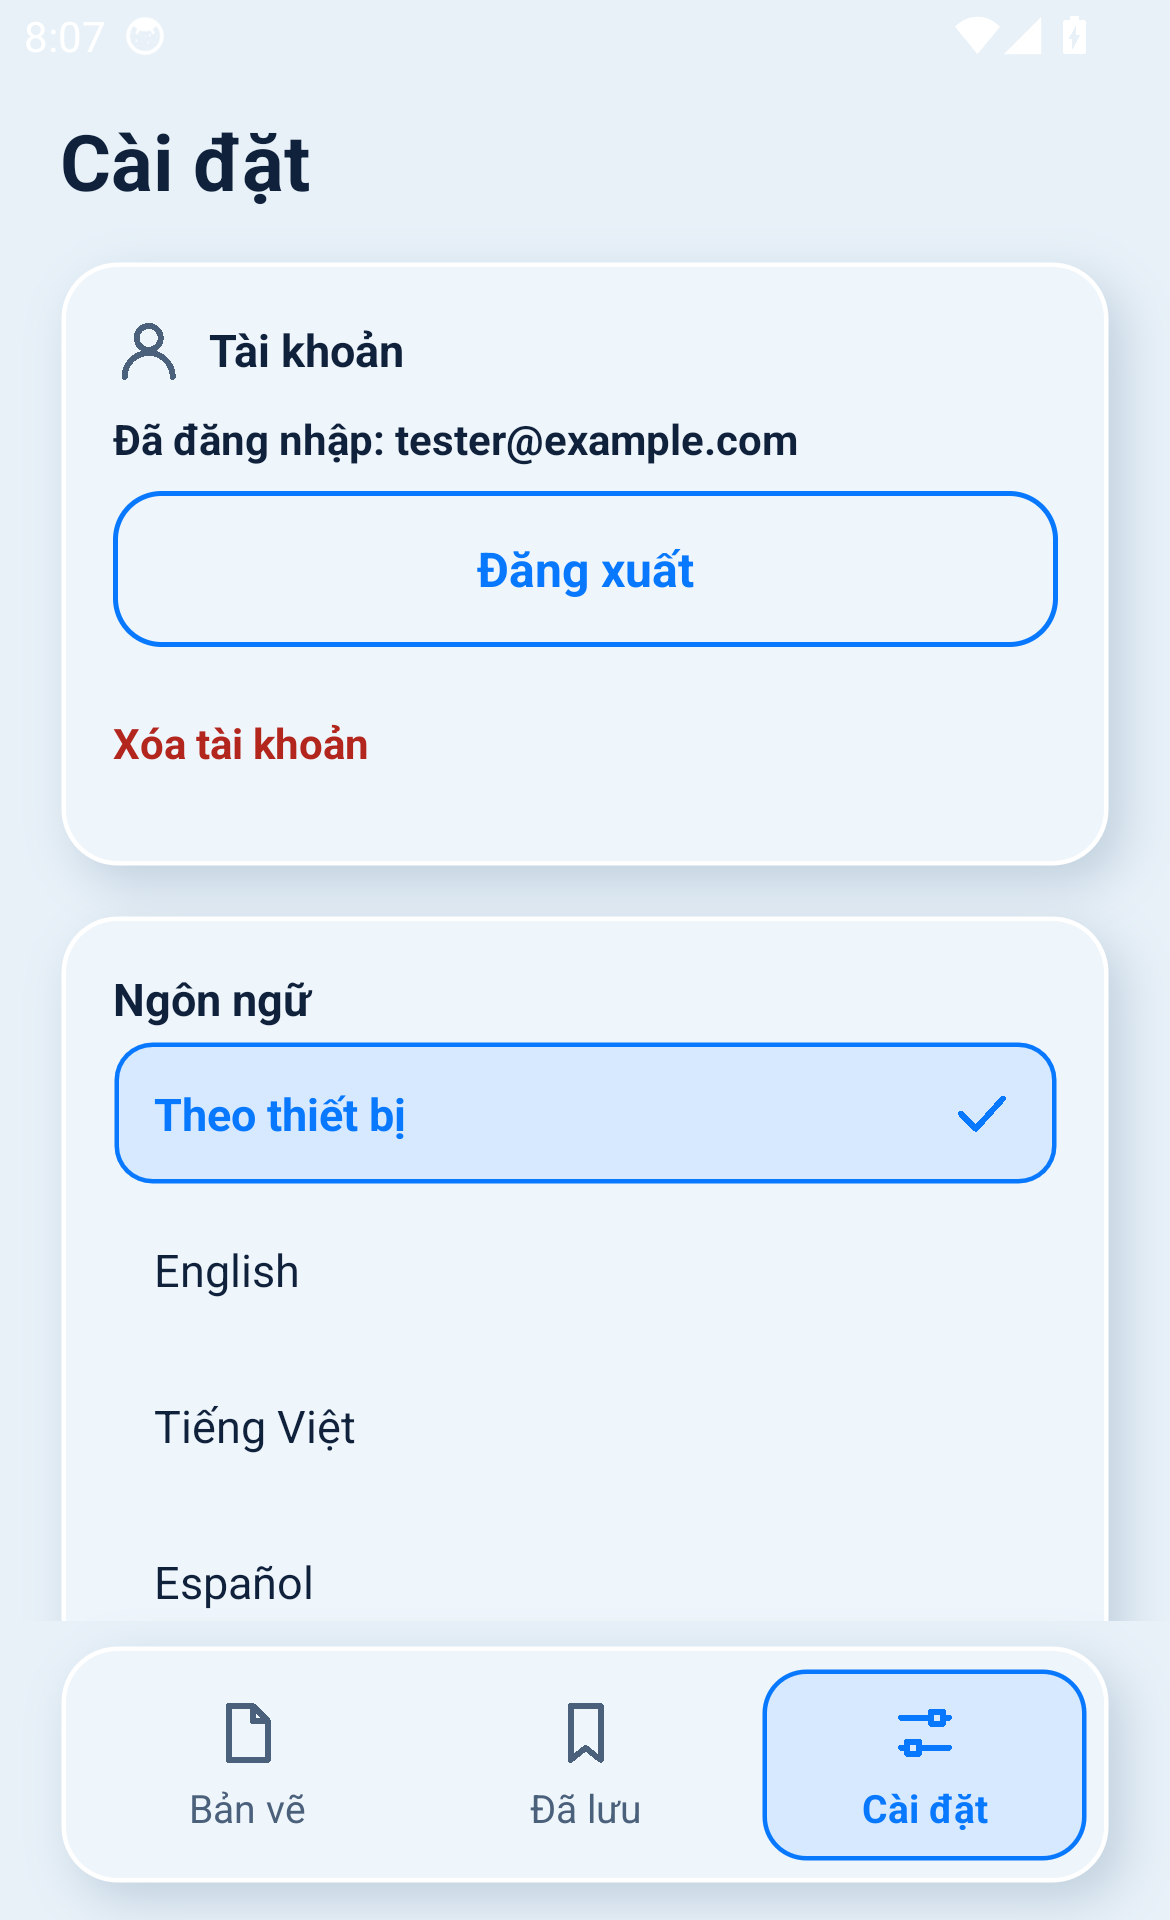 8:07
Cài đặt
Tài khoản
Đã đăng nhập: tester@example.com
Đăng xuất
Xóa tài khoản
Ngôn ngữ
Theo thiết bị
English
Tiếng Việt
Español
Bản vẽ
Đã lưu
Cài đặt